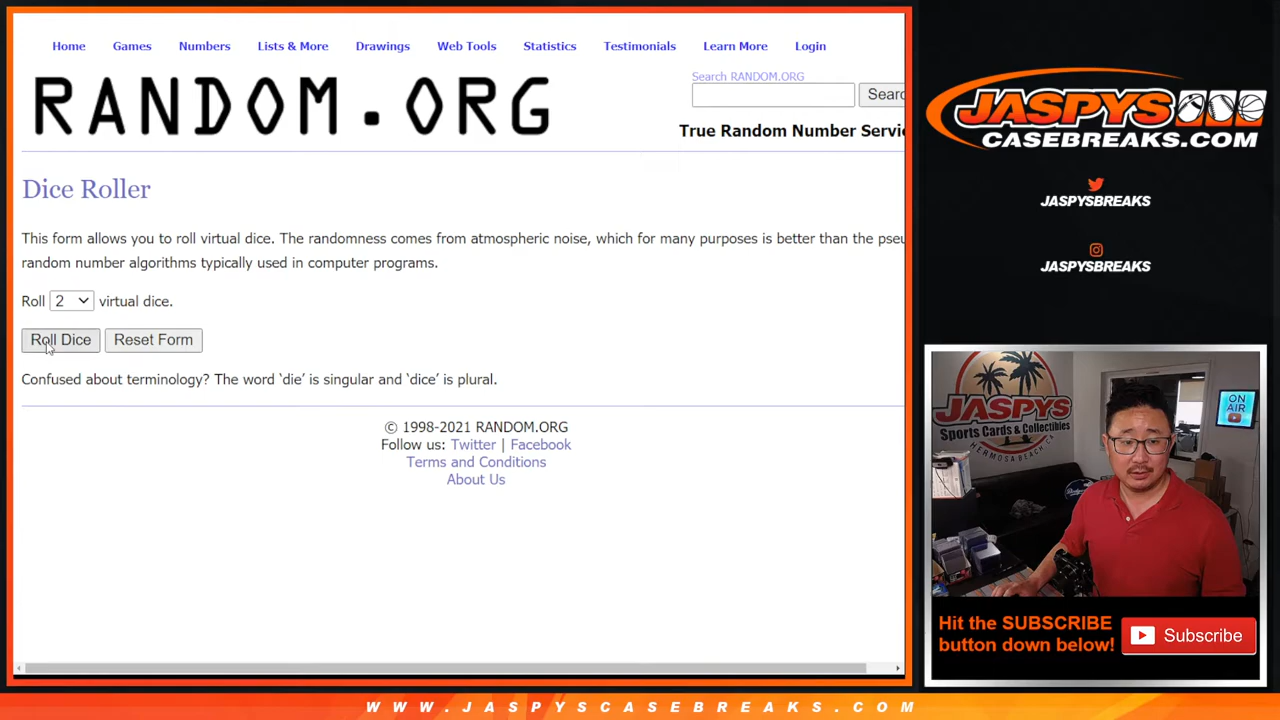 Home Games Numbers Lists & More Drawings Web Tools Statistics Testimonials Learn More Login
RANDOM.ORG
Search RANDOM.ORG
Searc
True Random Number Servi
Dice Roller
This form allows you to roll virtual dice. The randomness comes from atmospheric noise, which for many purposes is better than the pseu
random number algorithms typically used in computer programs.
Roll 2 virtual dice.
Roll Dice Reset Form
Confused about terminology? The word ‘die’ is singular and ‘dice’ is plural.
© 1998-2021 RANDOM.ORG
Follow us: Twitter | Facebook
Terms and Conditions
About Us
JASPYS
CASEBREAKS.COM
JASPYSBREAKS
JASPYSBREAKS
JASPYS
Sports Cards & Collectibles
HERMOSA BEACH, CA
ON
AIR
Dodgers
Hit the SUBSCRIBE
button down below!
Subscribe
WWW.JASPYSCASEBREAKS.COM